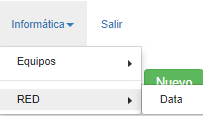 Informática Salir
Equipos
Nuevo
RED Data